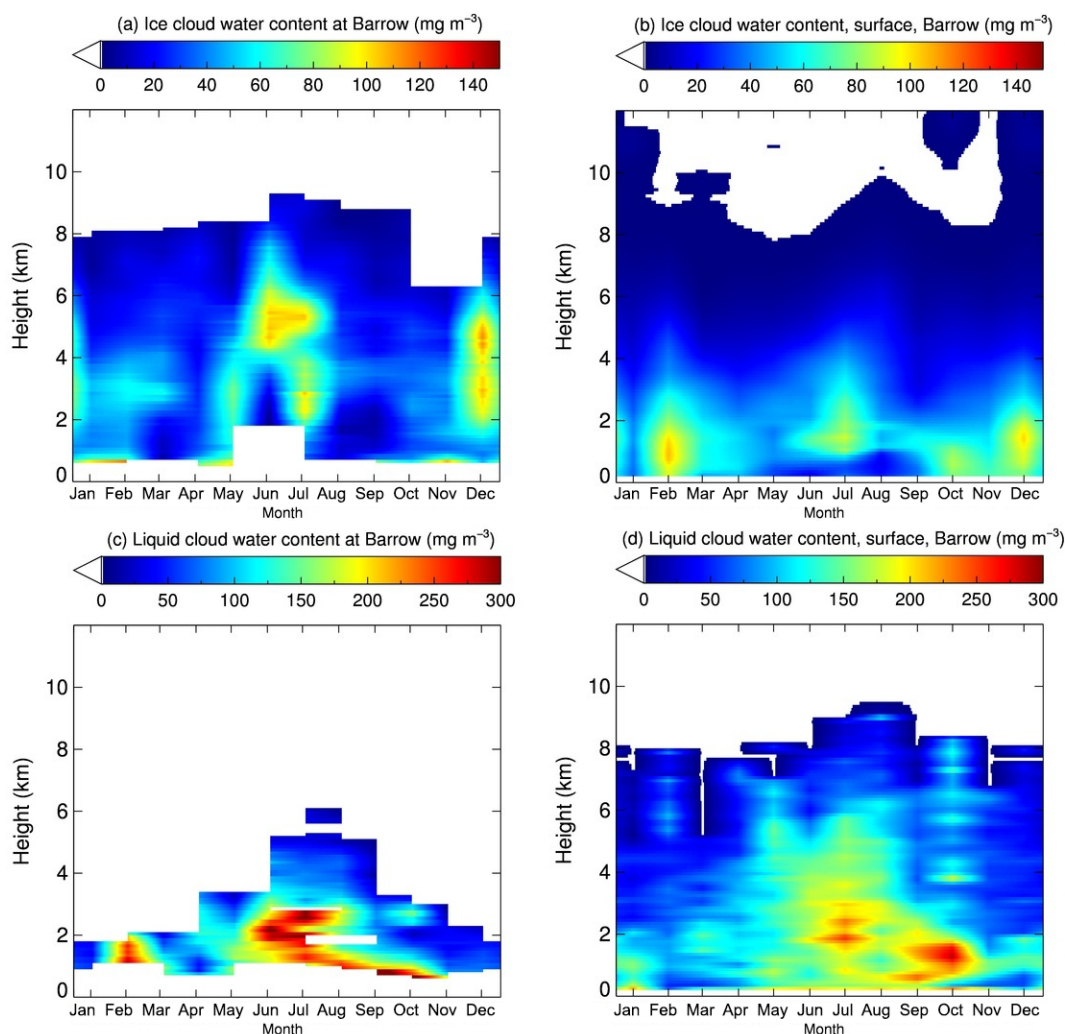 (a) Ice cloud water content at Barrow (mg m⁻³)
0 20 40 60 80 100 120 140
Height (km)
10
8
6
4
2
0
Jan Feb Mar Apr May Jun Jul Aug Sep Oct Nov Dec
Month
(b) Ice cloud water content, surface, Barrow (mg m⁻³)
0 20 40 60 80 100 120 140
Height (km)
10
8
6
4
2
0
Jan Feb Mar Apr May Jun Jul Aug Sep Oct Nov Dec
Month
(c) Liquid cloud water content at Barrow (mg m⁻³)
0 50 100 150 200 250 300
Height (km)
10
8
6
4
2
0
Jan Feb Mar Apr May Jun Jul Aug Sep Oct Nov Dec
Month
(d) Liquid cloud water content, surface, Barrow (mg m⁻³)
0 50 100 150 200 250 300
Height (km)
10
8
6
4
2
0
Jan Feb Mar Apr May Jun Jul Aug Sep Oct Nov Dec
Month